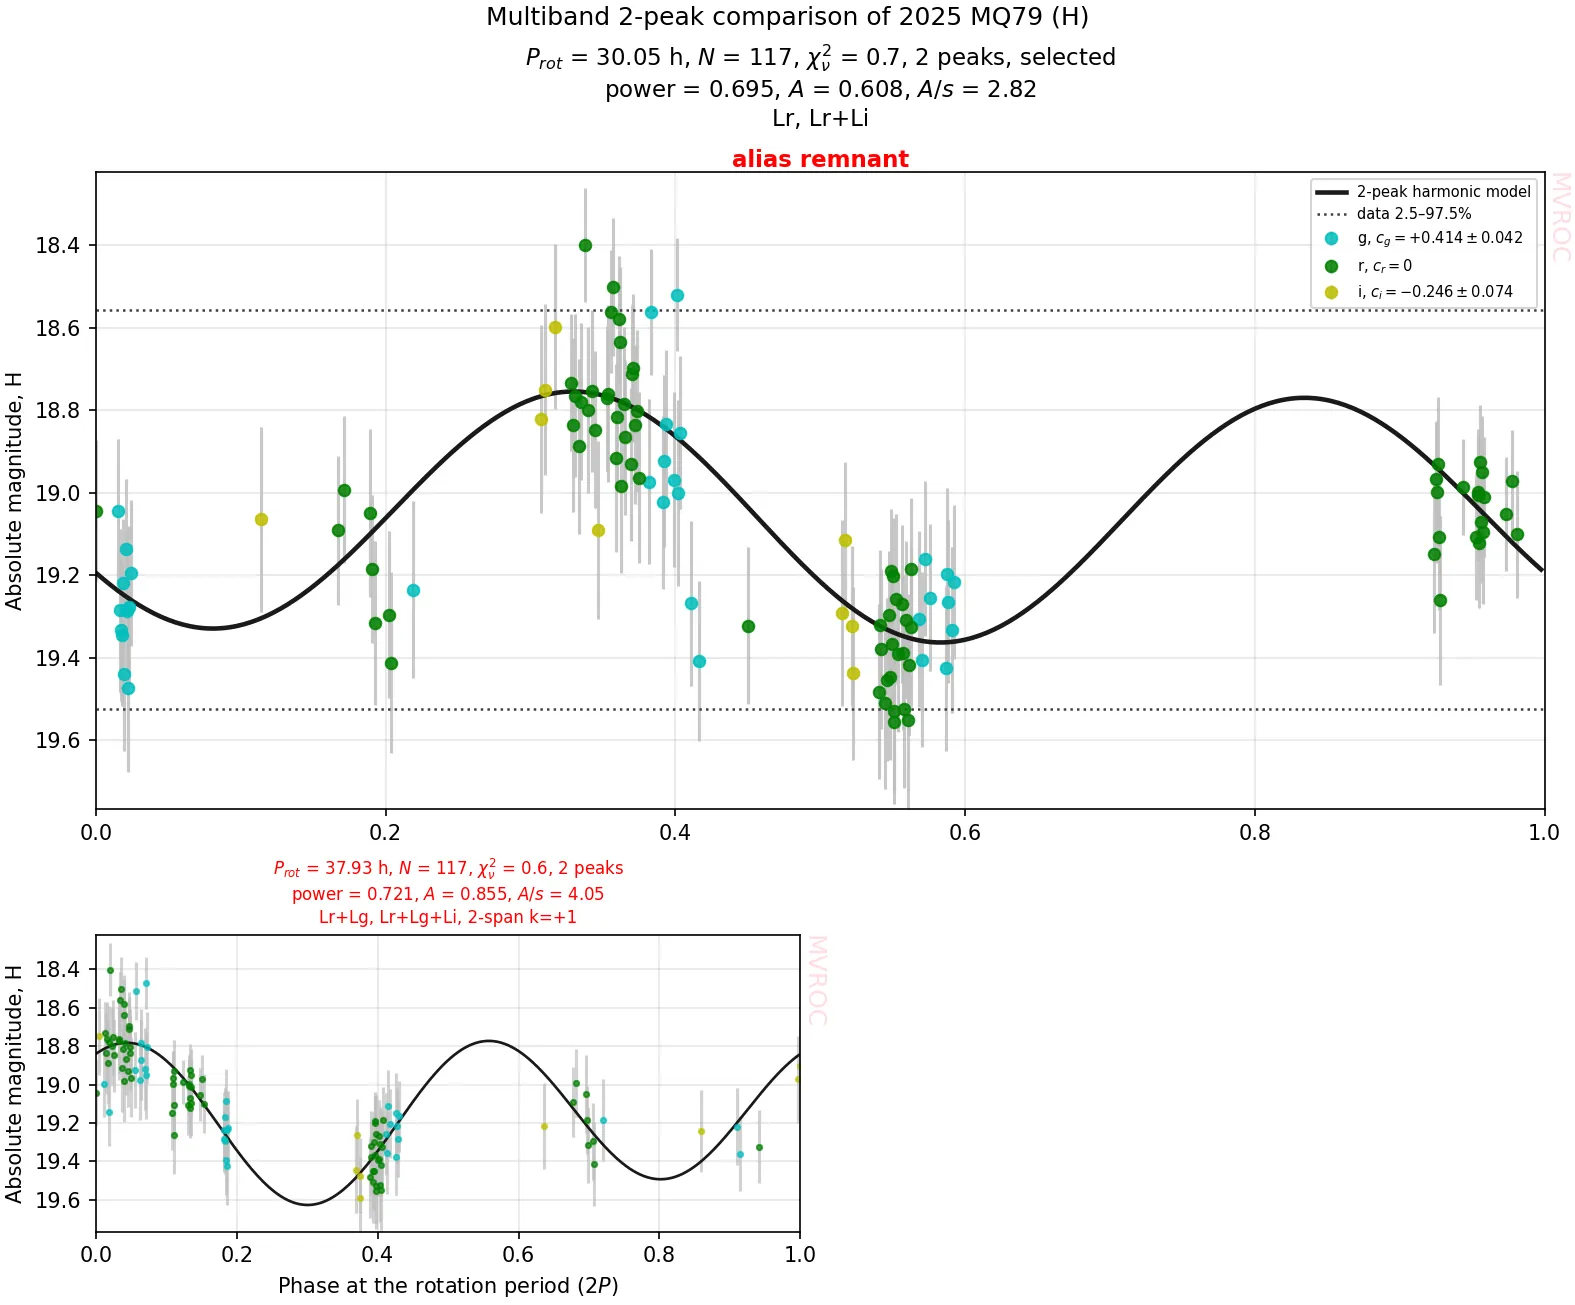 Multiband 2-peak comparison of 2025 MQ79 (H)
P_rot = 30.05 h, N = 117, χ²_ν = 0.7, 2 peaks, selected
power = 0.695, A = 0.608, A/s = 2.82
Lr, Lr+Li
alias remnant
MVROC
2-peak harmonic model
data 2.5–97.5%
g, c_g = +0.414 ± 0.042
r, c_r = 0
i, c_i = −0.246 ± 0.074
Absolute magnitude, H
18.4
18.6
18.8
19.0
19.2
19.4
19.6
0.0 0.2 0.4 0.6 0.8 1.0
P_rot = 37.93 h, N = 117, χ²_ν = 0.6, 2 peaks
power = 0.721, A = 0.855, A/s = 4.05
Lr+Lg, Lr+Lg+Li, 2-span k=+1
MVROC
Absolute magnitude, H
18.4
18.6
18.8
19.0
19.2
19.4
19.6
0.0 0.2 0.4 0.6 0.8 1.0
Phase at the rotation period (2P)